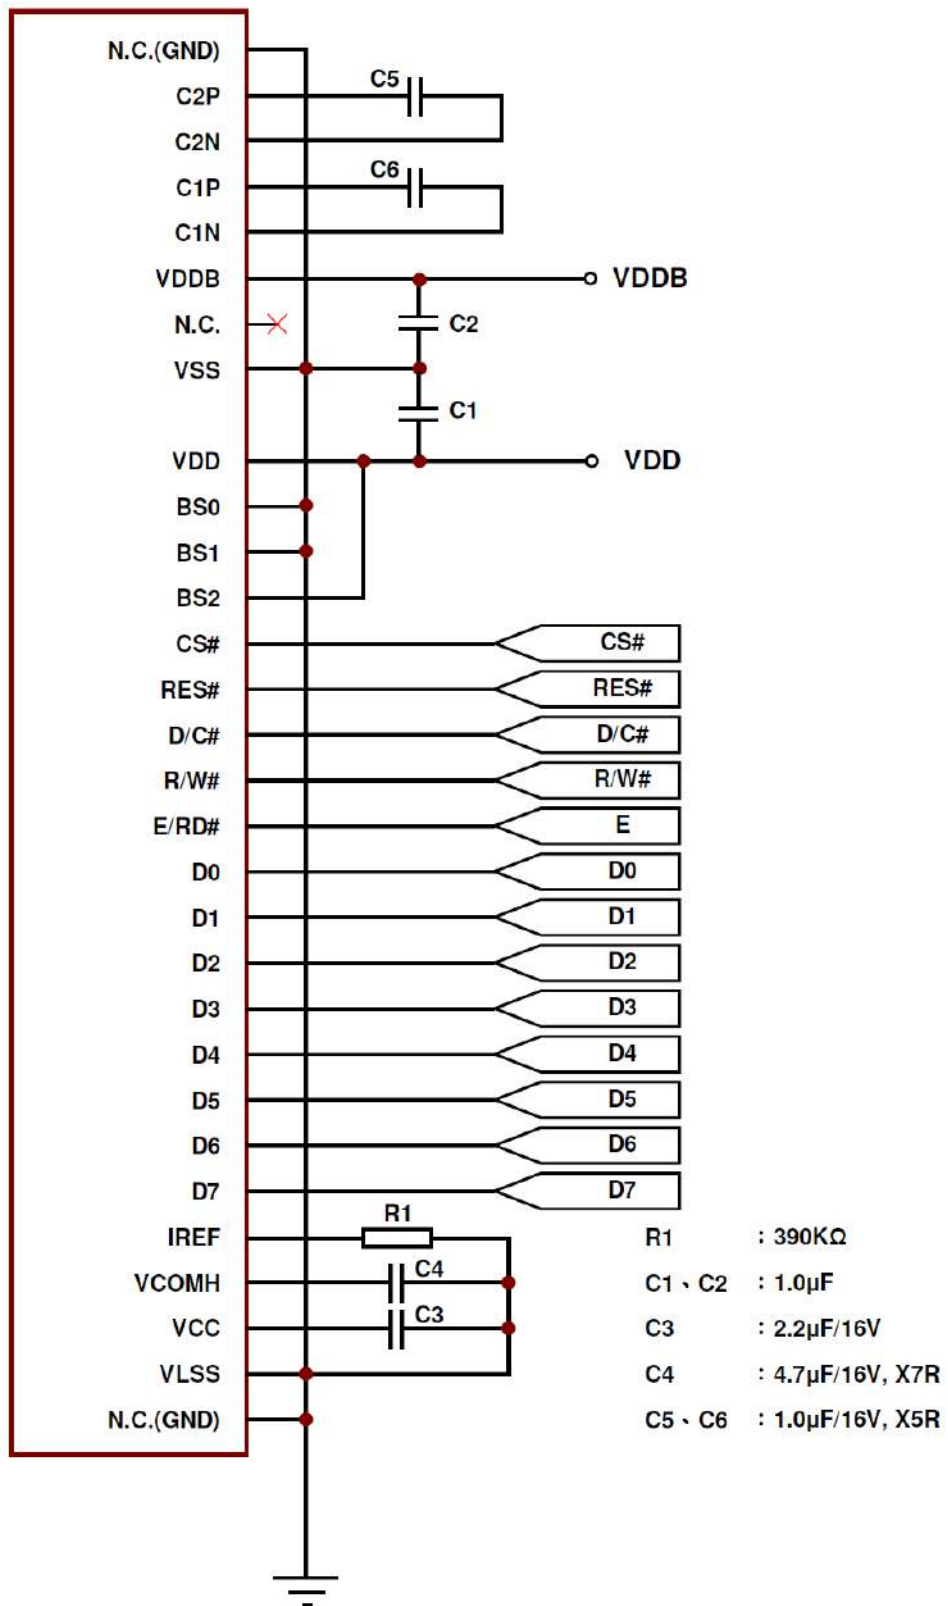 N.C.(GND)
C5
C2P
C2N
C6
C1P
C1N
VDDB VDDB
N.C. C2
VSS
C1
VDD VDD
BS0
BS1
BS2
CS# CS#
RES# RES#
D/C# D/C#
R/W# R/W#
E/RD# E
D0 D0
D1 D1
D2 D2
D3 D3
D4 D4
D5 D5
D6 D6
D7 D7
R1
IREF R1 : 390KΩ
VCOMH C4 C1、C2 : 1.0μF
VCC C3 C3 : 2.2μF/16V
VLSS C4 : 4.7μF/16V, X7R
N.C.(GND) C5、C6 : 1.0μF/16V, X5R